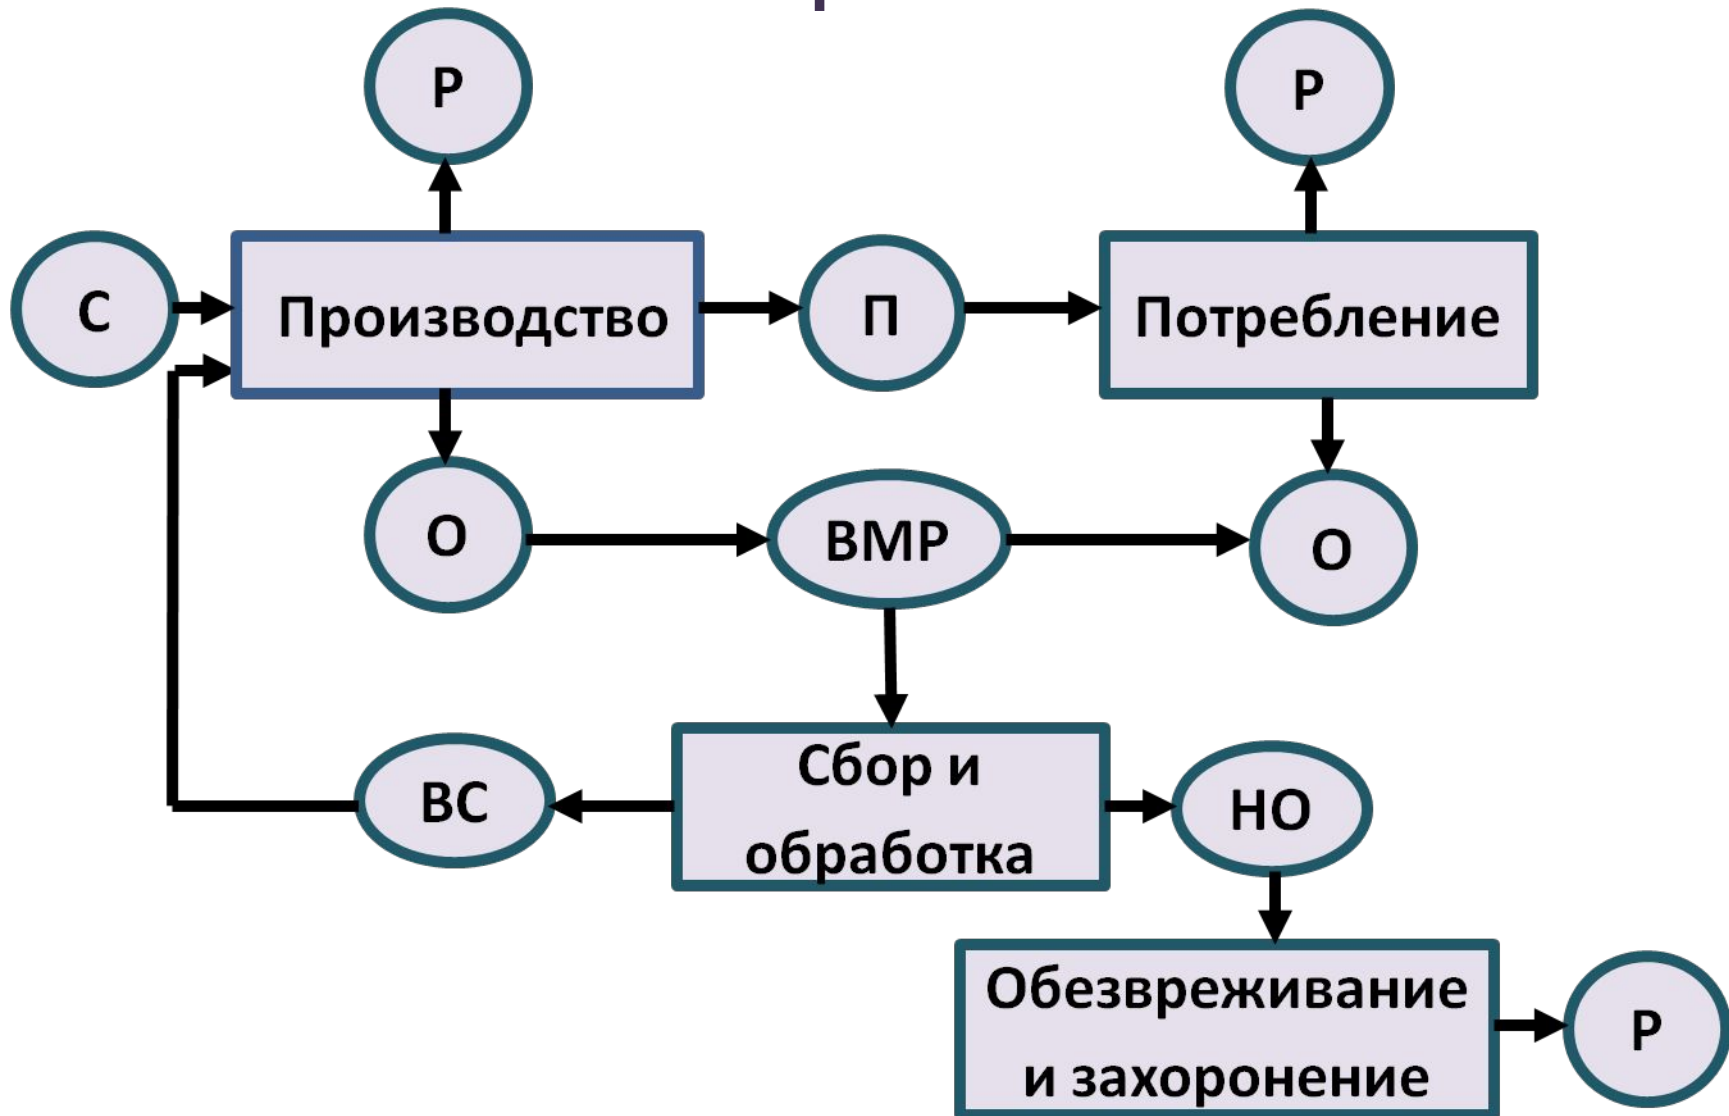 Р
Р
С
Производство
П
Потребление
О
ВМР
О
ВС
Сбор и
обработка
НО
Обезвреживание
и захоронение
Р